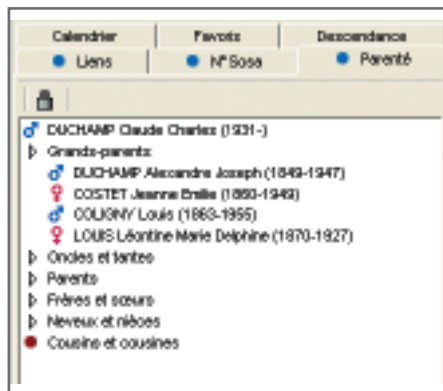 Calendrier Favoris Descendance
Liens N° Sosa Parenté
DUCHAMP Claude Charles (1931-)
Grands-parents
DUCHAMP Alexandre Joseph (1849-1947)
COSTET Jeanne Emilie (1860-1949)
COLIGNY Louis (1863-1955)
LOUIS Léontine Marie Delphine (1870-1927)
Oncles et tantes
Parents
Frères et sœurs
Neveux et nièces
Cousins et cousines